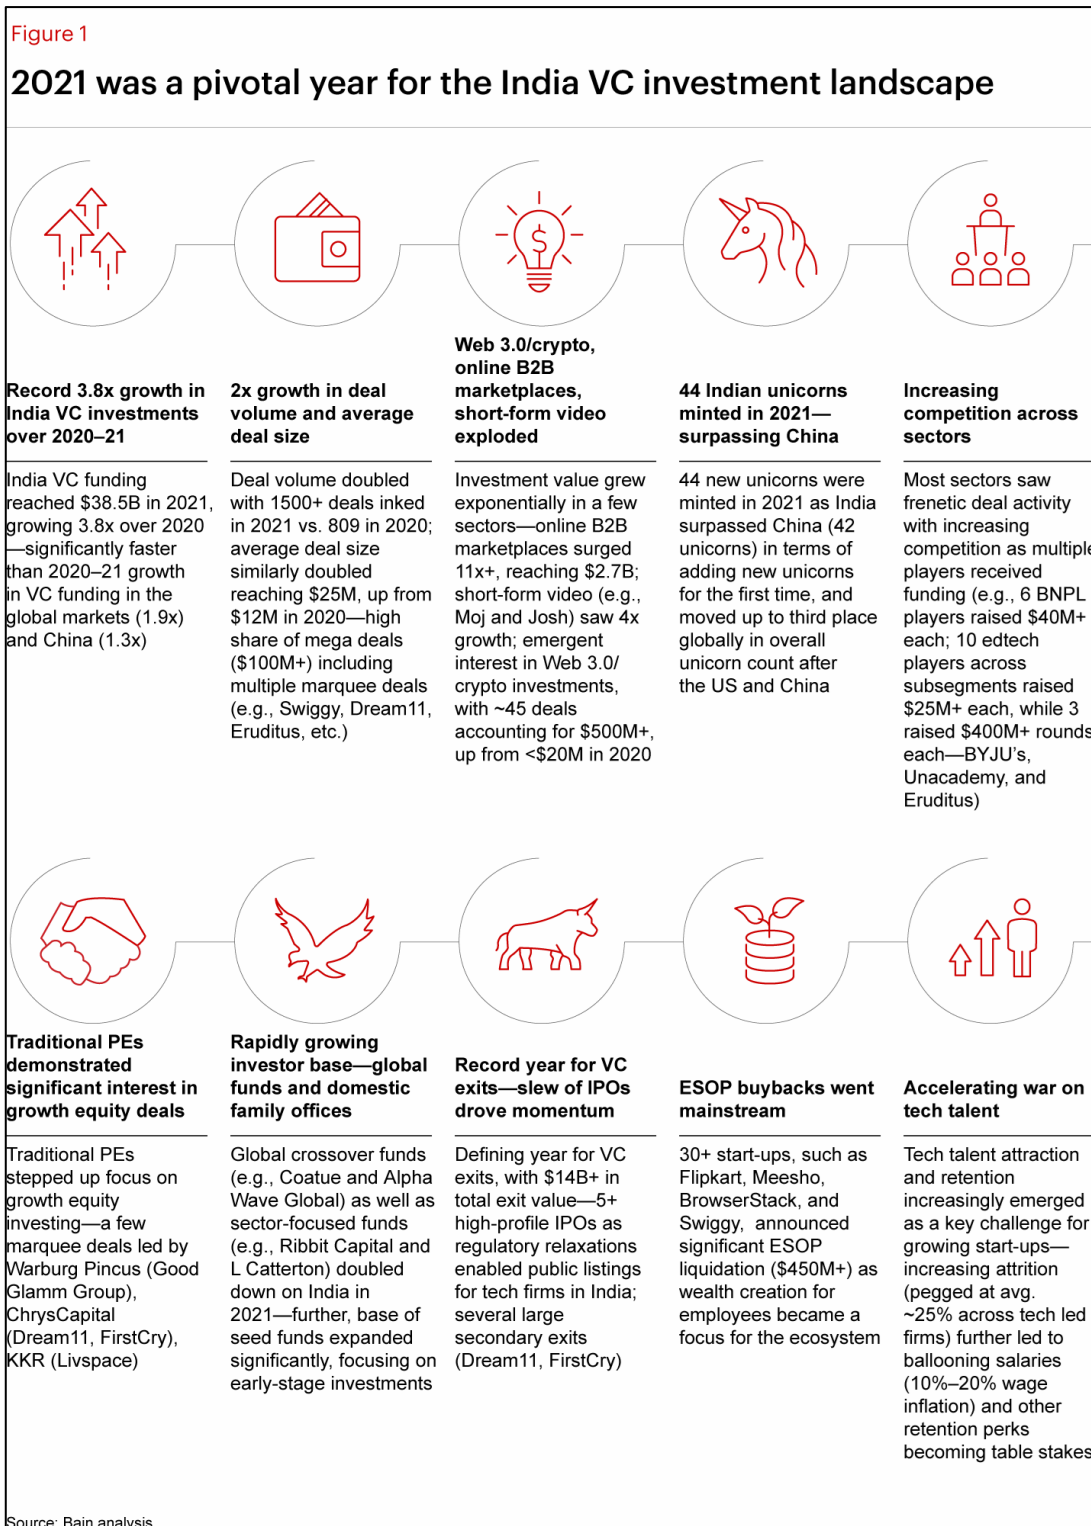 Figure 1
2021 was a pivotal year for the India VC investment landscape
Record 3.8x growth in
India VC investments
over 2020–21
India VC funding
reached $38.5B in 2021,
growing 3.8x over 2020
—significantly faster
than 2020–21 growth
in VC funding in the
global markets (1.9x)
and China (1.3x)
2x growth in deal
volume and average
deal size
Deal volume doubled
with 1500+ deals inked
in 2021 vs. 809 in 2020;
average deal size
similarly doubled
reaching $25M, up from
$12M in 2020—high
share of mega deals
($100M+) including
multiple marquee deals
(e.g., Swiggy, Dream11,
Eruditus, etc.)
Web 3.0/crypto,
online B2B
marketplaces,
short-form video
exploded
Investment value grew
exponentially in a few
sectors—online B2B
marketplaces surged
11x+, reaching $2.7B;
short-form video (e.g.,
Moj and Josh) saw 4x
growth; emergent
interest in Web 3.0/
crypto investments,
with ~45 deals
accounting for $500M+,
up from <$20M in 2020
44 Indian unicorns
minted in 2021—
surpassing China
44 new unicorns were
minted in 2021 as India
surpassed China (42
unicorns) in terms of
adding new unicorns
for the first time, and
moved up to third place
globally in overall
unicorn count after
the US and China
Increasing
competition across
sectors
Most sectors saw
frenetic deal activity
with increasing
competition as multiple
players received
funding (e.g., 6 BNPL
players raised $40M+
each; 10 edtech
players across
subsegments raised
$25M+ each, while 3
raised $400M+ rounds
each—BYJU's,
Unacademy, and
Eruditus)
Traditional PEs
demonstrated
significant interest in
growth equity deals
Traditional PEs
stepped up focus on
growth equity
investing—a few
marquee deals led by
Warburg Pincus (Good
Glamm Group),
ChrysCapital
(Dream11, FirstCry),
KKR (Livspace)
Rapidly growing
investor base—global
funds and domestic
family offices
Global crossover funds
(e.g., Coatue and Alpha
Wave Global) as well as
sector-focused funds
(e.g., Ribbit Capital and
L Catterton) doubled
down on India in
2021—further, base of
seed funds expanded
significantly, focusing on
early-stage investments
Record year for VC
exits—slew of IPOs
drove momentum
Defining year for VC
exits, with $14B+ in
total exit value—5+
high-profile IPOs as
regulatory relaxations
enabled public listings
for tech firms in India;
several large
secondary exits
(Dream11, FirstCry)
ESOP buybacks went
mainstream
30+ start-ups, such as
Flipkart, Meesho,
BrowserStack, and
Swiggy,  announced
significant ESOP
liquidation ($450M+) as
wealth creation for
employees became a
focus for the ecosystem
Accelerating war on
tech talent
Tech talent attraction
and retention
increasingly emerged
as a key challenge for
growing start-ups—
increasing attrition
(pegged at avg.
~25% across tech led
firms) further led to
ballooning salaries
(10%–20% wage
inflation) and other
retention perks
becoming table stakes
Source: Bain analysis